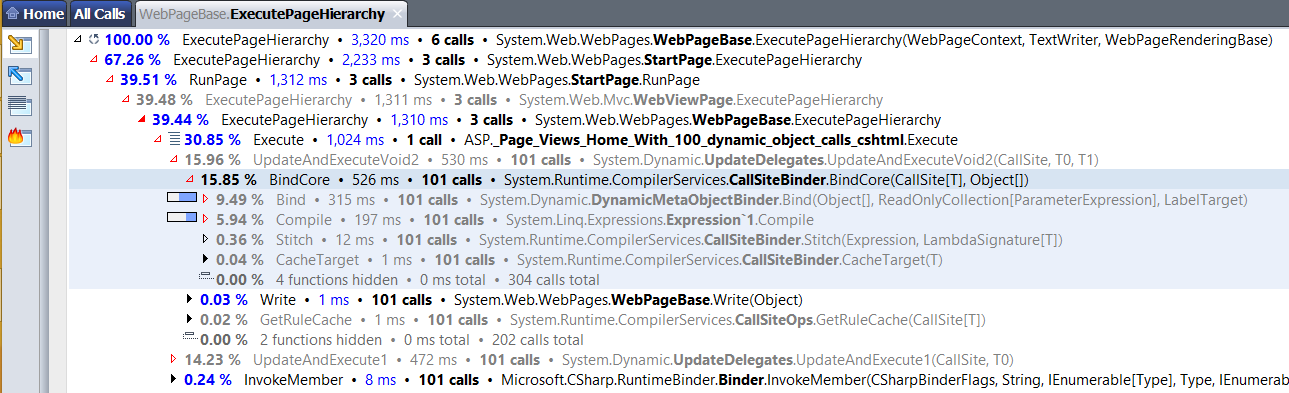 Home All Calls WebPageBase.ExecutePageHierarchy
100.00 % ExecutePageHierarchy • 3,320 ms • 6 calls • System.Web.WebPages.WebPageBase.ExecutePageHierarchy(WebPageContext, TextWriter, WebPageRenderingBase)
67.26 % ExecutePageHierarchy • 2,233 ms • 3 calls • System.Web.WebPages.StartPage.ExecutePageHierarchy
39.51 % RunPage • 1,312 ms • 3 calls • System.Web.WebPages.StartPage.RunPage
39.48 % ExecutePageHierarchy • 1,311 ms • 3 calls • System.Web.Mvc.WebViewPage.ExecutePageHierarchy
39.44 % ExecutePageHierarchy • 1,310 ms • 3 calls • System.Web.WebPages.WebPageBase.ExecutePageHierarchy
30.85 % Execute • 1,024 ms • 1 call • ASP._Page_Views_Home_With_100_dynamic_object_calls_cshtml.Execute
15.96 % UpdateAndExecuteVoid2 • 530 ms • 101 calls • System.Dynamic.UpdateDelegates.UpdateAndExecuteVoid2(CallSite, T0, T1)
15.85 % BindCore • 526 ms • 101 calls • System.Runtime.CompilerServices.CallSiteBinder.BindCore(CallSite[T], Object[])
9.49 % Bind • 315 ms • 101 calls • System.Dynamic.DynamicMetaObjectBinder.Bind(Object[], ReadOnlyCollection[ParameterExpression], LabelTarget)
5.94 % Compile • 197 ms • 101 calls • System.Linq.Expressions.Expression`1.Compile
0.36 % Stitch • 12 ms • 101 calls • System.Runtime.CompilerServices.CallSiteBinder.Stitch(Expression, LambdaSignature[T])
0.04 % CacheTarget • 1 ms • 101 calls • System.Runtime.CompilerServices.CallSiteBinder.CacheTarget(T)
0.00 % 4 functions hidden • 0 ms total • 304 calls total
0.03 % Write • 1 ms • 101 calls • System.Web.WebPages.WebPageBase.Write(Object)
0.02 % GetRuleCache • 1 ms • 101 calls • System.Runtime.CompilerServices.CallSiteOps.GetRuleCache(CallSite[T])
0.00 % 2 functions hidden • 0 ms total • 202 calls total
14.23 % UpdateAndExecute1 • 472 ms • 101 calls • System.Dynamic.UpdateDelegates.UpdateAndExecute1(CallSite, T0)
0.24 % InvokeMember • 8 ms • 101 calls • Microsoft.CSharp.RuntimeBinder.Binder.InvokeMember(CSharpBinderFlags, String, IEnumerable[Type], Type, IEnumerab